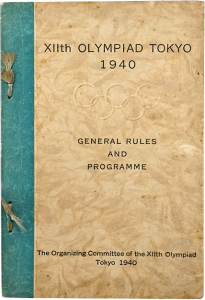 XIIth OLYMPIAD TOKYO
1940
GENERAL RULES
AND
PROGRAMME
The Organizing Committee of the XIIth Olympiad
Tokyo 1940